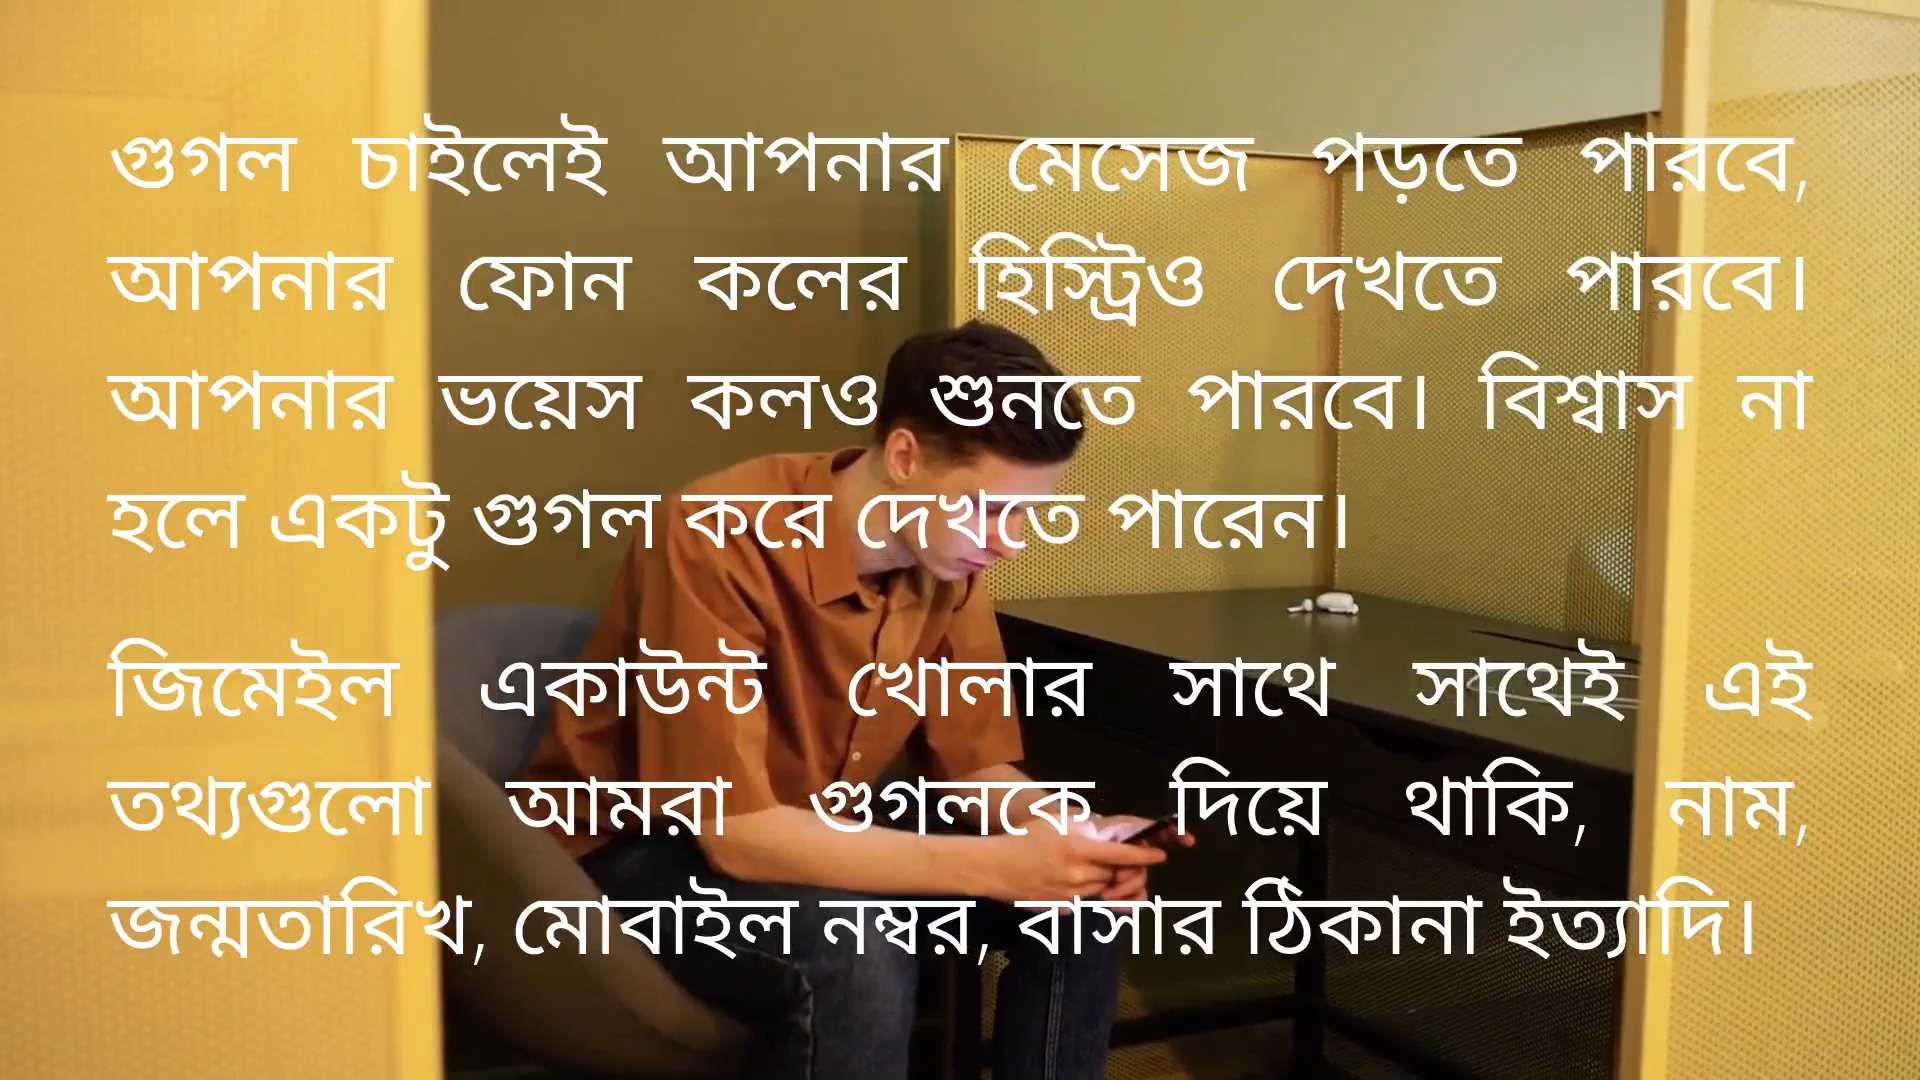 গুগল চাইলেই আপনার মেসেজ পড়তে পারবে,
আপনার ফোন কলের হিস্ট্রিও দেখতে পারবে।
আপনার ভয়েস কলও শুনতে পারবে। বিশ্বাস না
হলে একটু গুগল করে দেখতে পারেন।
জিমেইল একাউন্ট খোলার সাথে সাথেই এই
তথ্যগুলো আমরা গুগলকে দিয়ে থাকি, নাম,
জন্মতারিখ, মোবাইল নম্বর, বাসার ঠিকানা ইত্যাদি।